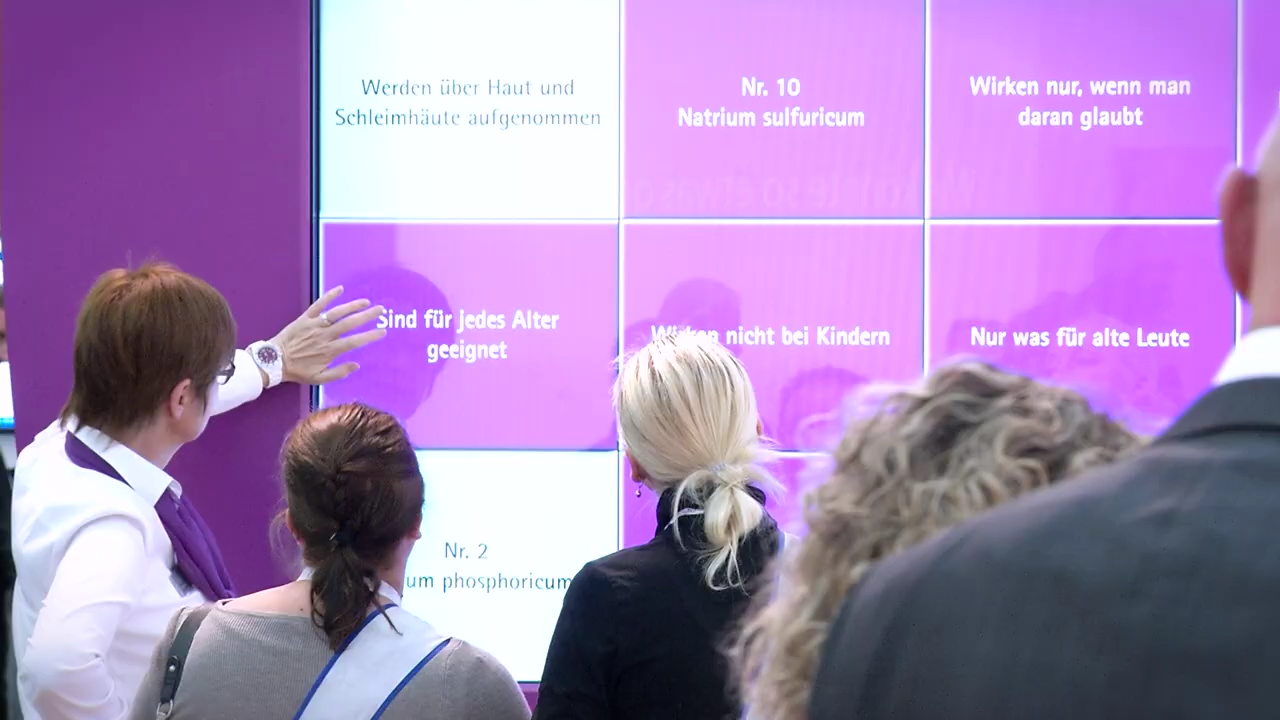 Werden über Haut und
Schleimhäute aufgenommen
Nr. 10
Natrium sulfuricum
Wirken nur, wenn man
daran glaubt
Sind für jedes Alter
geeignet
Wirken nicht bei Kindern
Nur was für alte Leute
Nr. 2
um phosphoricum